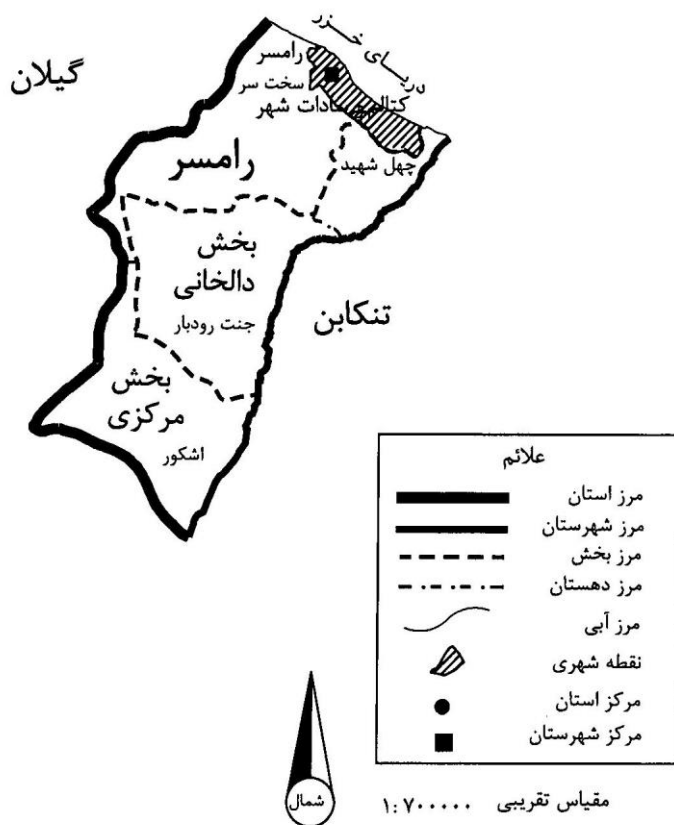 دریای خزر
رامسر
سخت سر
سادات شهر
گیلان
رامسر
چهل شهید
بخش
دالخانی
جنت رودبار
تنکابن
بخش
مرکزی
اشکور
علائم
مرز استان
مرز شهرستان
مرز بخش
مرز دهستان
مرز آبی
نقطه شهری
مرکز استان
مرکز شهرستان
شمال
مقیاس تقریبی ۱:۷۰۰۰۰۰